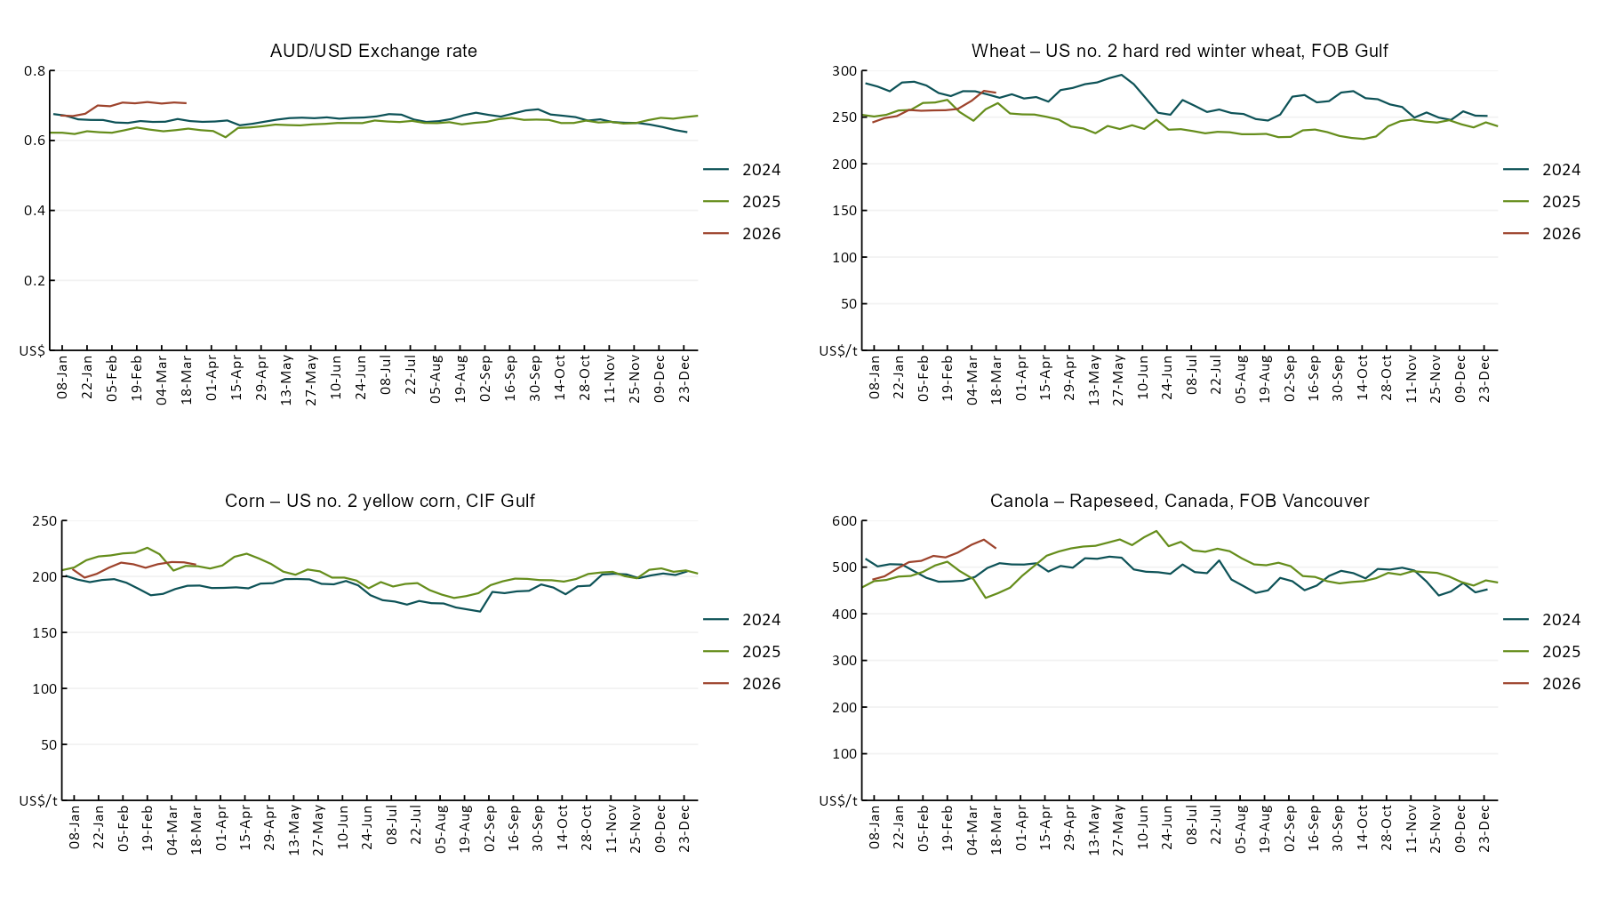 AUD/USD Exchange rate
0.8
0.6
0.4
0.2
US$
08-Jan
22-Jan
05-Feb
19-Feb
04-Mar
18-Mar
01-Apr
15-Apr
29-Apr
13-May
27-May
10-Jun
24-Jun
08-Jul
22-Jul
05-Aug
19-Aug
02-Sep
16-Sep
30-Sep
14-Oct
28-Oct
11-Nov
25-Nov
09-Dec
23-Dec
2024
2025
2026
Wheat – US no. 2 hard red winter wheat, FOB Gulf
300
250
200
150
100
50
US$/t
08-Jan
22-Jan
05-Feb
19-Feb
04-Mar
18-Mar
01-Apr
15-Apr
29-Apr
13-May
27-May
10-Jun
24-Jun
08-Jul
22-Jul
05-Aug
19-Aug
02-Sep
16-Sep
30-Sep
14-Oct
28-Oct
11-Nov
25-Nov
09-Dec
23-Dec
2024
2025
2026
Corn – US no. 2 yellow corn, CIF Gulf
250
200
150
100
50
US$/t
08-Jan
22-Jan
05-Feb
19-Feb
04-Mar
18-Mar
01-Apr
15-Apr
29-Apr
13-May
27-May
10-Jun
24-Jun
08-Jul
22-Jul
05-Aug
19-Aug
02-Sep
16-Sep
30-Sep
14-Oct
28-Oct
11-Nov
25-Nov
09-Dec
23-Dec
2024
2025
2026
Canola – Rapeseed, Canada, FOB Vancouver
600
500
400
300
200
100
US$/t
08-Jan
22-Jan
05-Feb
19-Feb
04-Mar
18-Mar
01-Apr
15-Apr
29-Apr
13-May
27-May
10-Jun
24-Jun
08-Jul
22-Jul
05-Aug
19-Aug
02-Sep
16-Sep
30-Sep
14-Oct
28-Oct
11-Nov
25-Nov
09-Dec
23-Dec
2024
2025
2026